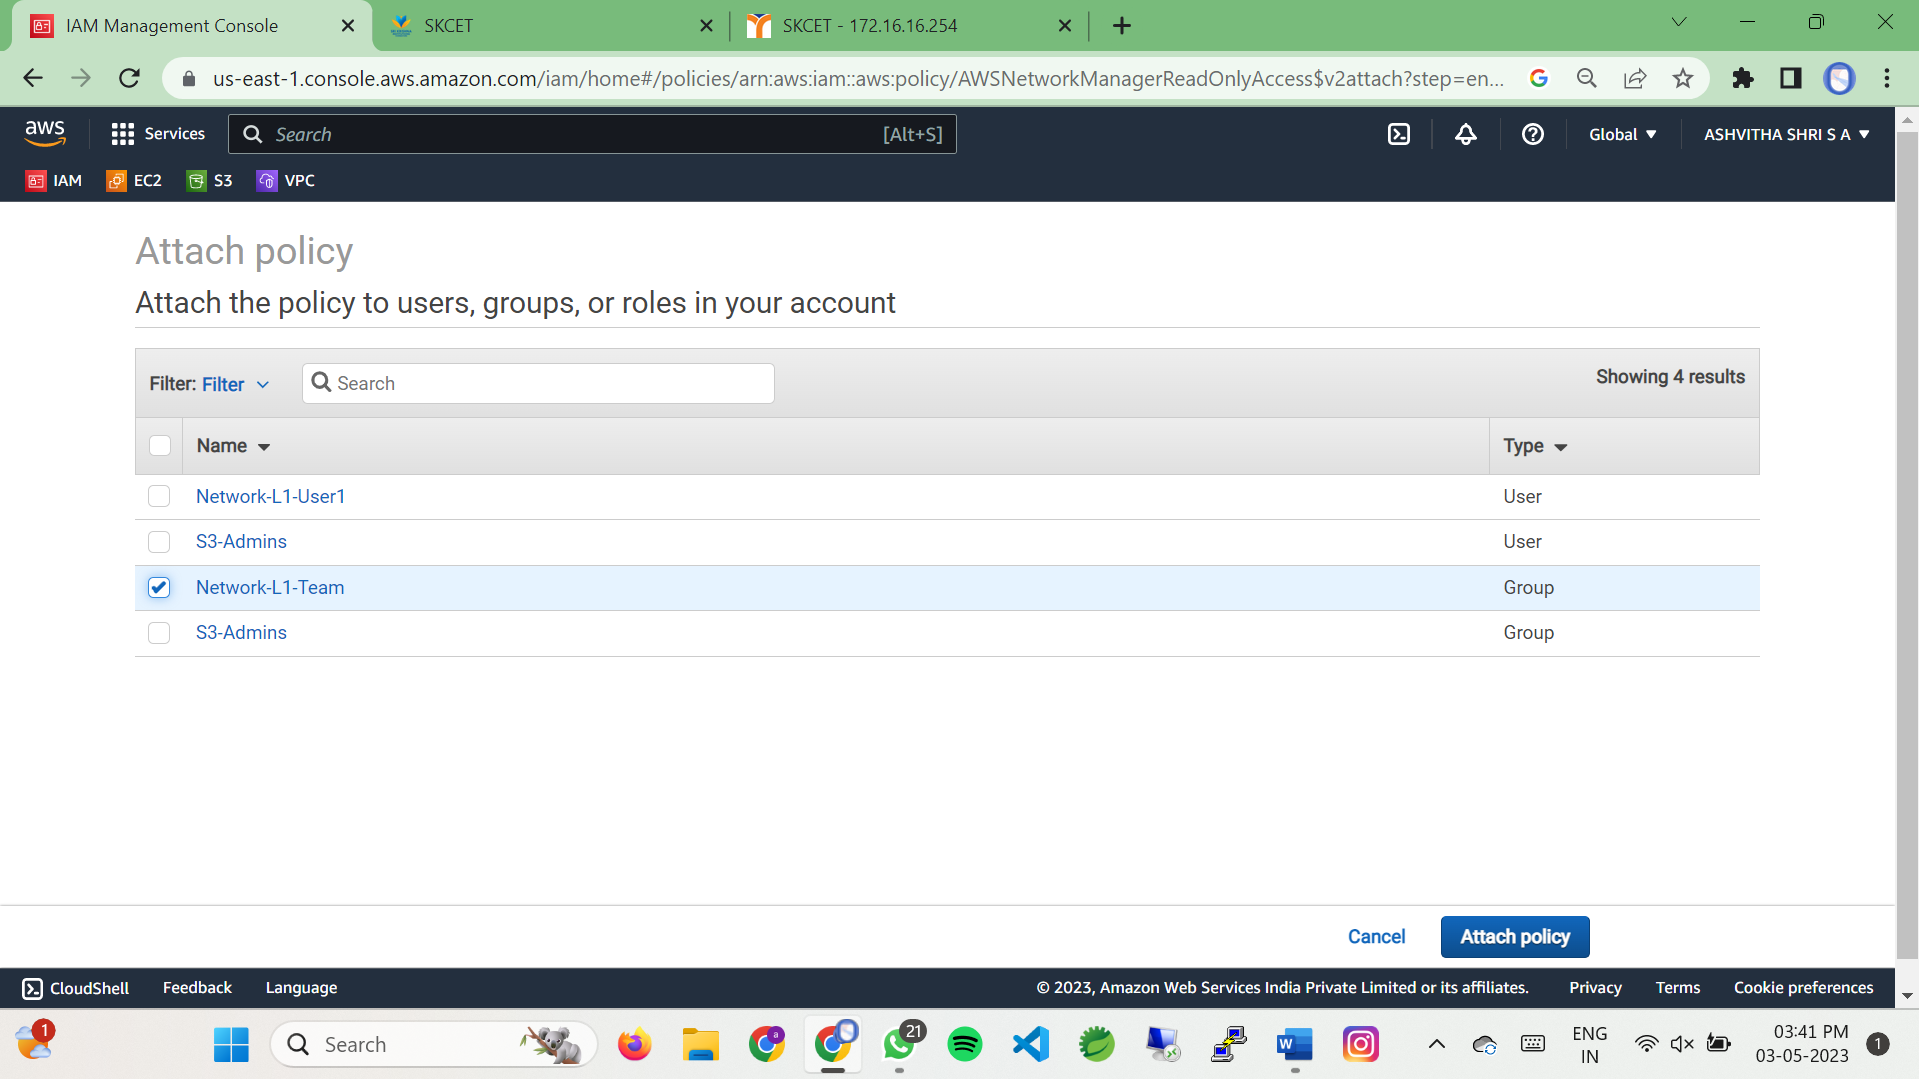 IAM Management Console
SKCET
SKCET - 172.16.16.254
us-east-1.console.aws.amazon.com/iam/home#/policies/arn:aws:iam::aws:policy/AWSNetworkManagerReadOnlyAccess$v2attach?step=en...
aws
Services
Search
[Alt+S]
Global
ASHVITHA SHRI S A
IAM
EC2
S3
VPC
Attach policy
Attach the policy to users, groups, or roles in your account
Filter: Filter
Search
Showing 4 results
Name
Type
Network-L1-User1
User
S3-Admins
User
Network-L1-Team
Group
S3-Admins
Group
Cancel
Attach policy
CloudShell
Feedback
Language
© 2023, Amazon Web Services India Private Limited or its affiliates.
Privacy
Terms
Cookie preferences
1
Search
a
21
W
ENG
IN
03:41 PM
03-05-2023
1